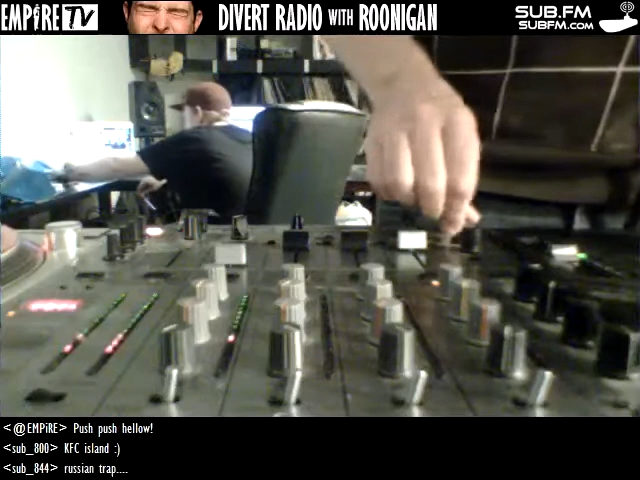 EMPiRE TV DIVERT RADIO WITH ROONIGAN SUB.FM
SUBFM.COM
<@EMPiRE> Push push hellow!
<sub_800> KFC island :)
<sub_844> russian trap....